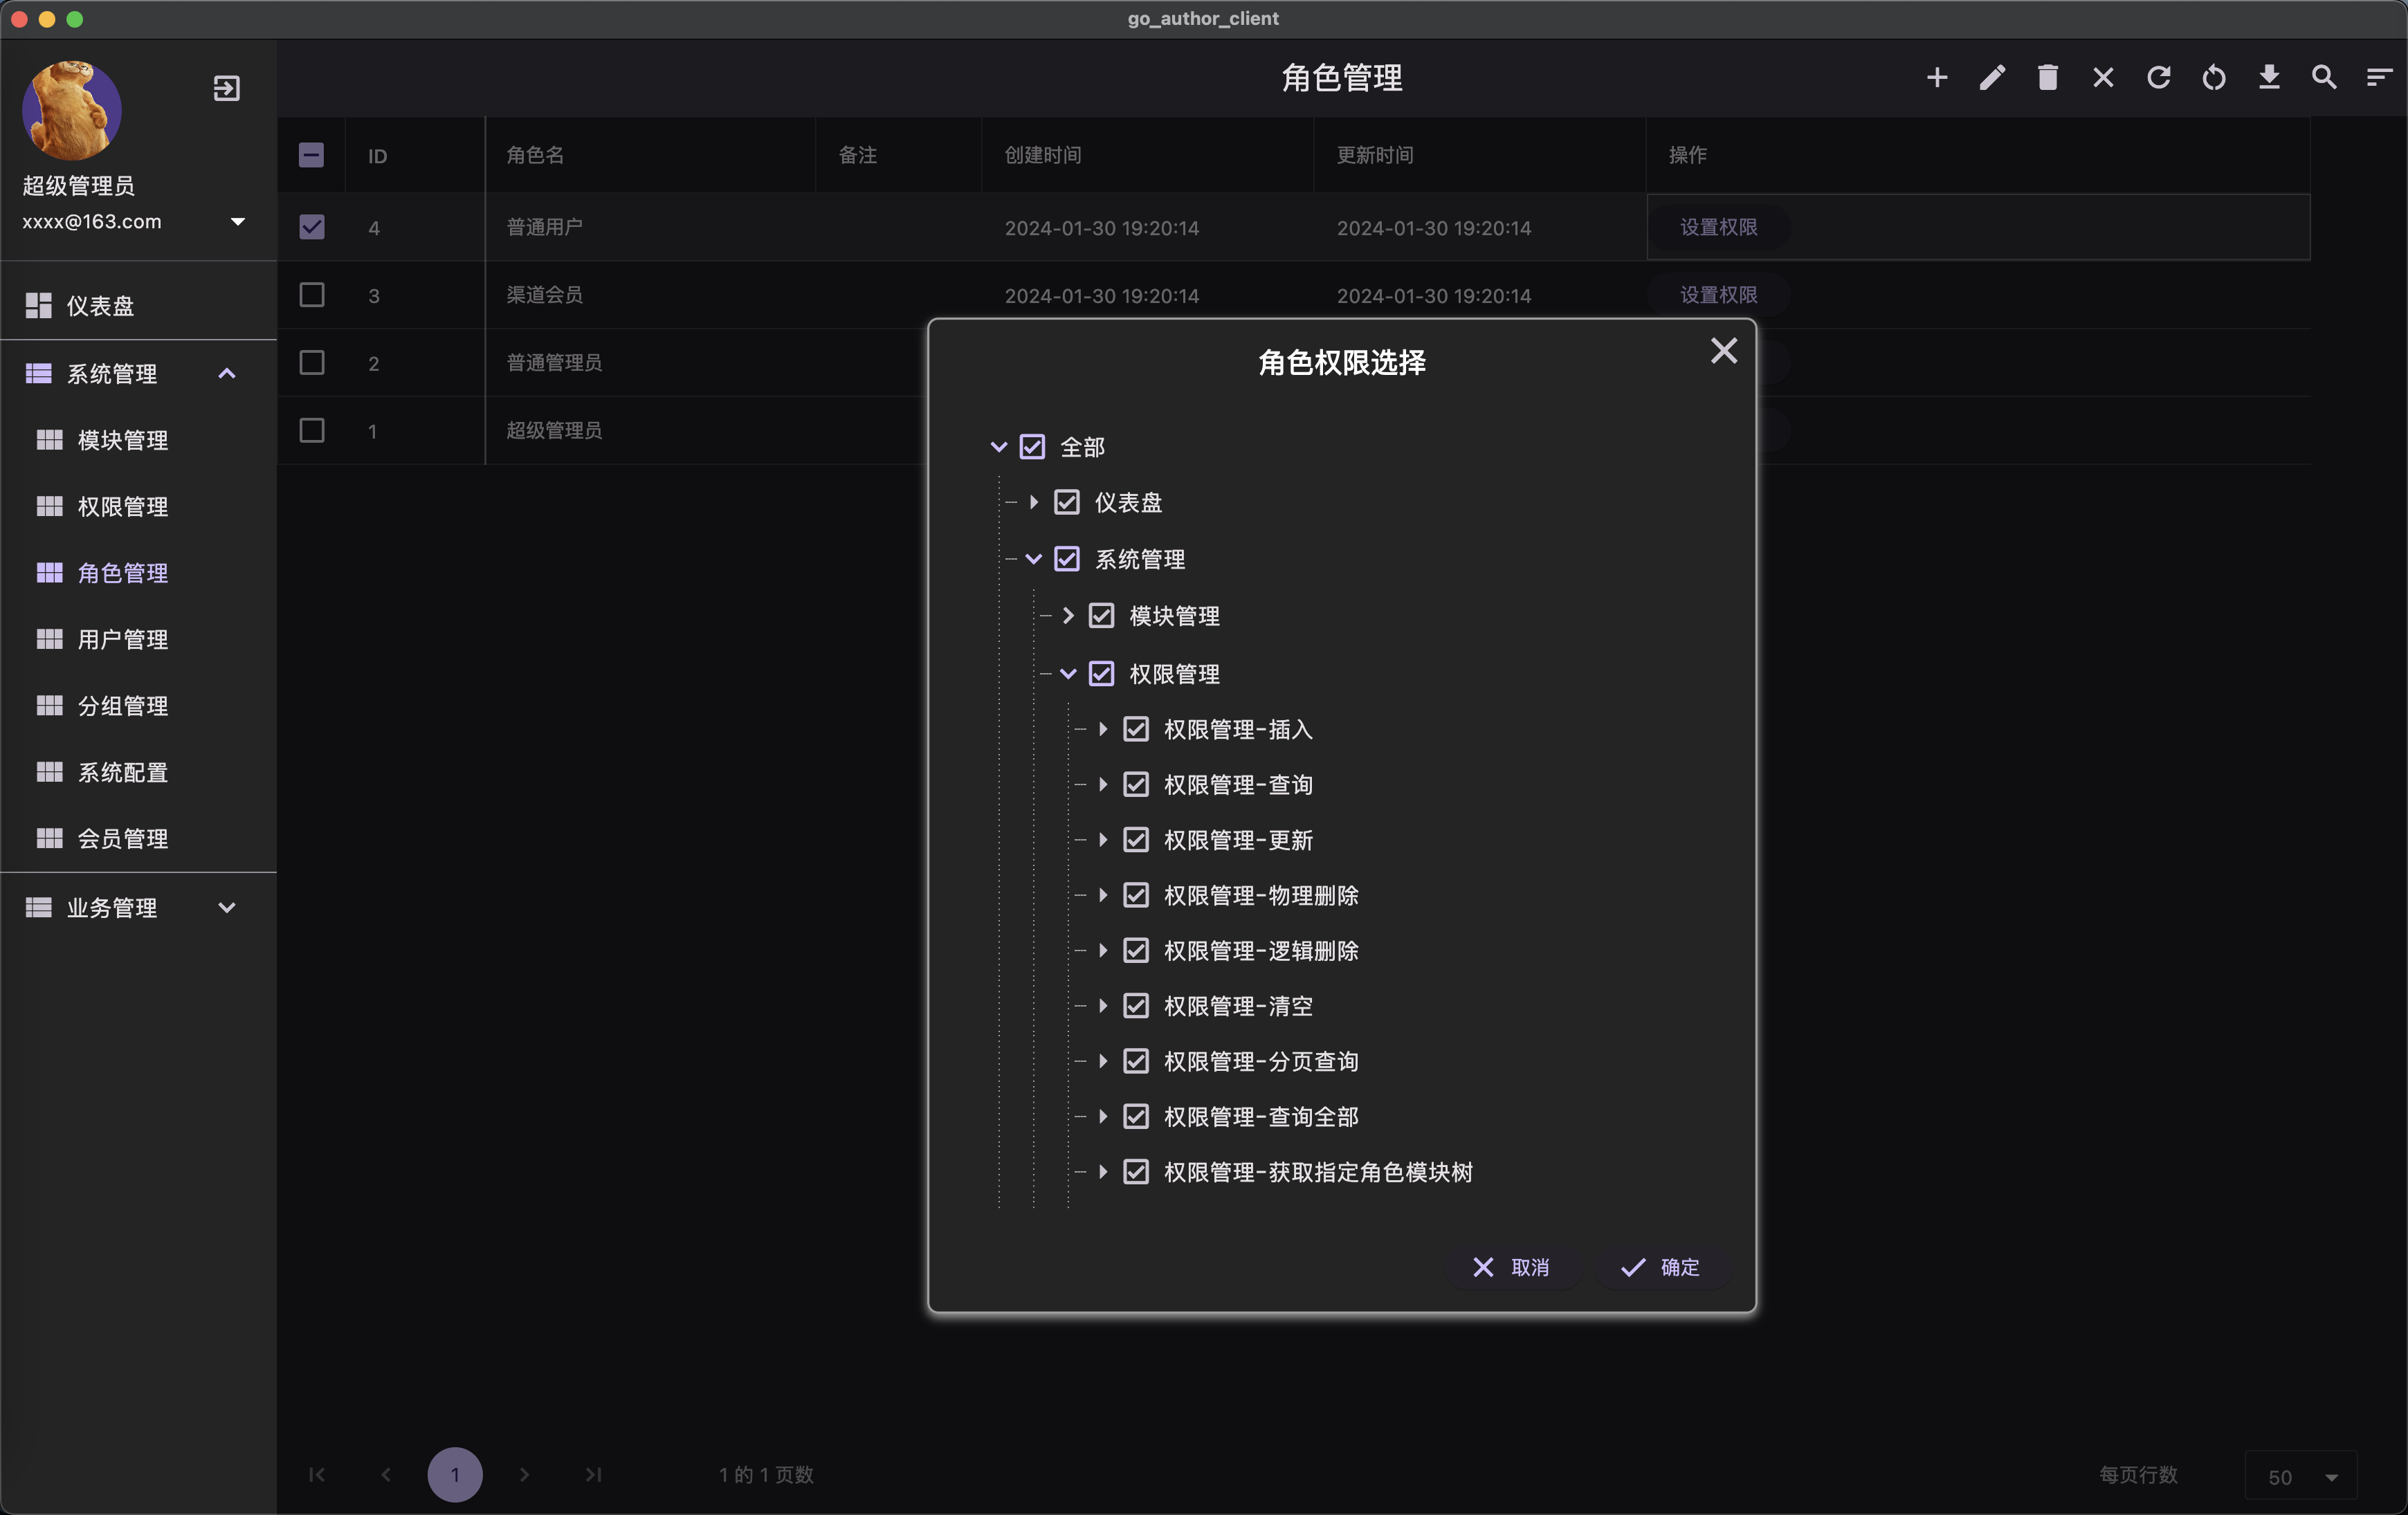 go_author_client
超级管理员
xxxx@163.com
仪表盘
系统管理
模块管理
权限管理
角色管理
用户管理
分组管理
系统配置
会员管理
业务管理
角色管理
ID 角色名 备注 创建时间 更新时间 操作
4 普通用户 2024-01-30 19:20:14 2024-01-30 19:20:14 设置权限
3 渠道会员 2024-01-30 19:20:14 2024-01-30 19:20:14 设置权限
2 普通管理员
1 超级管理员
角色权限选择
全部
仪表盘
系统管理
模块管理
权限管理
权限管理-插入
权限管理-查询
权限管理-更新
权限管理-物理删除
权限管理-逻辑删除
权限管理-清空
权限管理-分页查询
权限管理-查询全部
权限管理-获取指定角色模块树
取消 确定
1 1 的 1 页数 每页行数 50